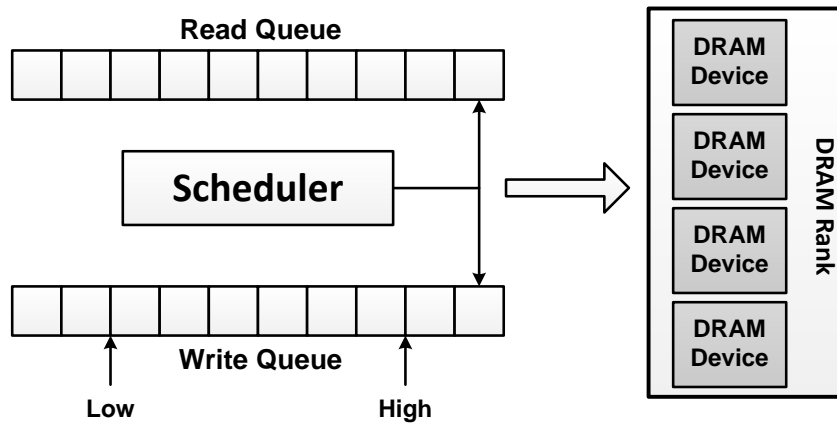 Read Queue
Scheduler
Write Queue
Low
High
DRAM
Device
DRAM
Device
DRAM
Device
DRAM
Device
DRAM Rank